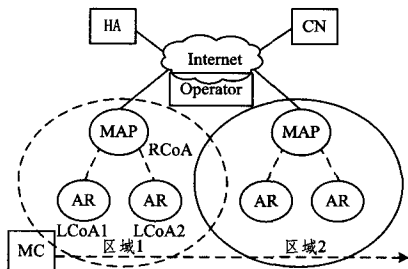 HA
CN
Internet
Operator
MAP
MAP
RCoA
AR
AR
AR
AR
LCoA1
LCoA2
MC
区域1
区域2